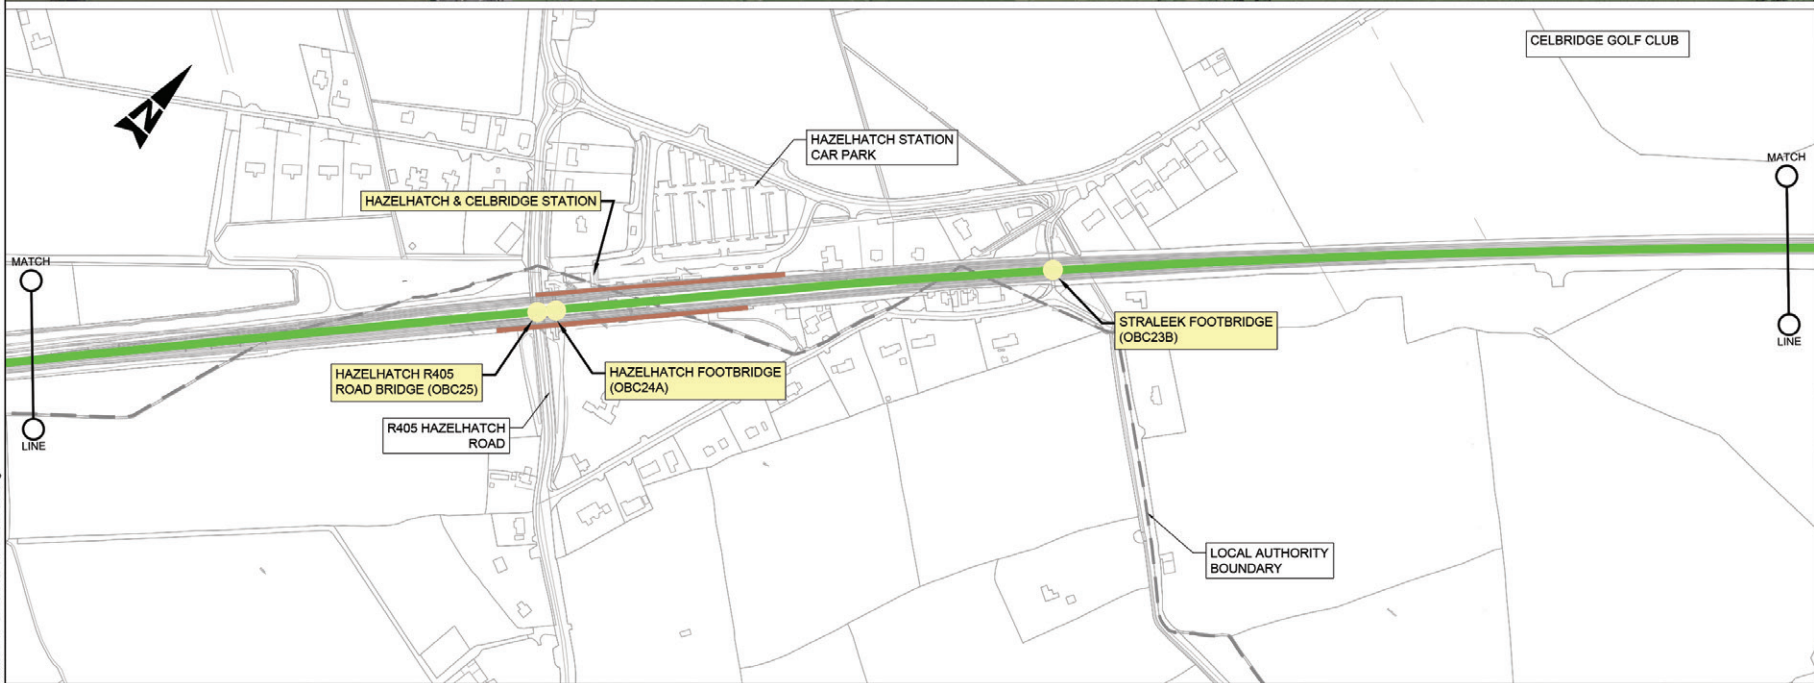 CELBRIDGE GOLF CLUB
N
HAZELHATCH STATION
CAR PARK
MATCH
HAZELHATCH & CELBRIDGE STATION
MATCH
STRALEEK FOOTBRIDGE
(OBC23B)
LINE
HAZELHATCH R405
ROAD BRIDGE (OBC25)
HAZELHATCH FOOTBRIDGE
(OBC24A)
R405 HAZELHATCH
ROAD
LINE
LOCAL AUTHORITY
BOUNDARY